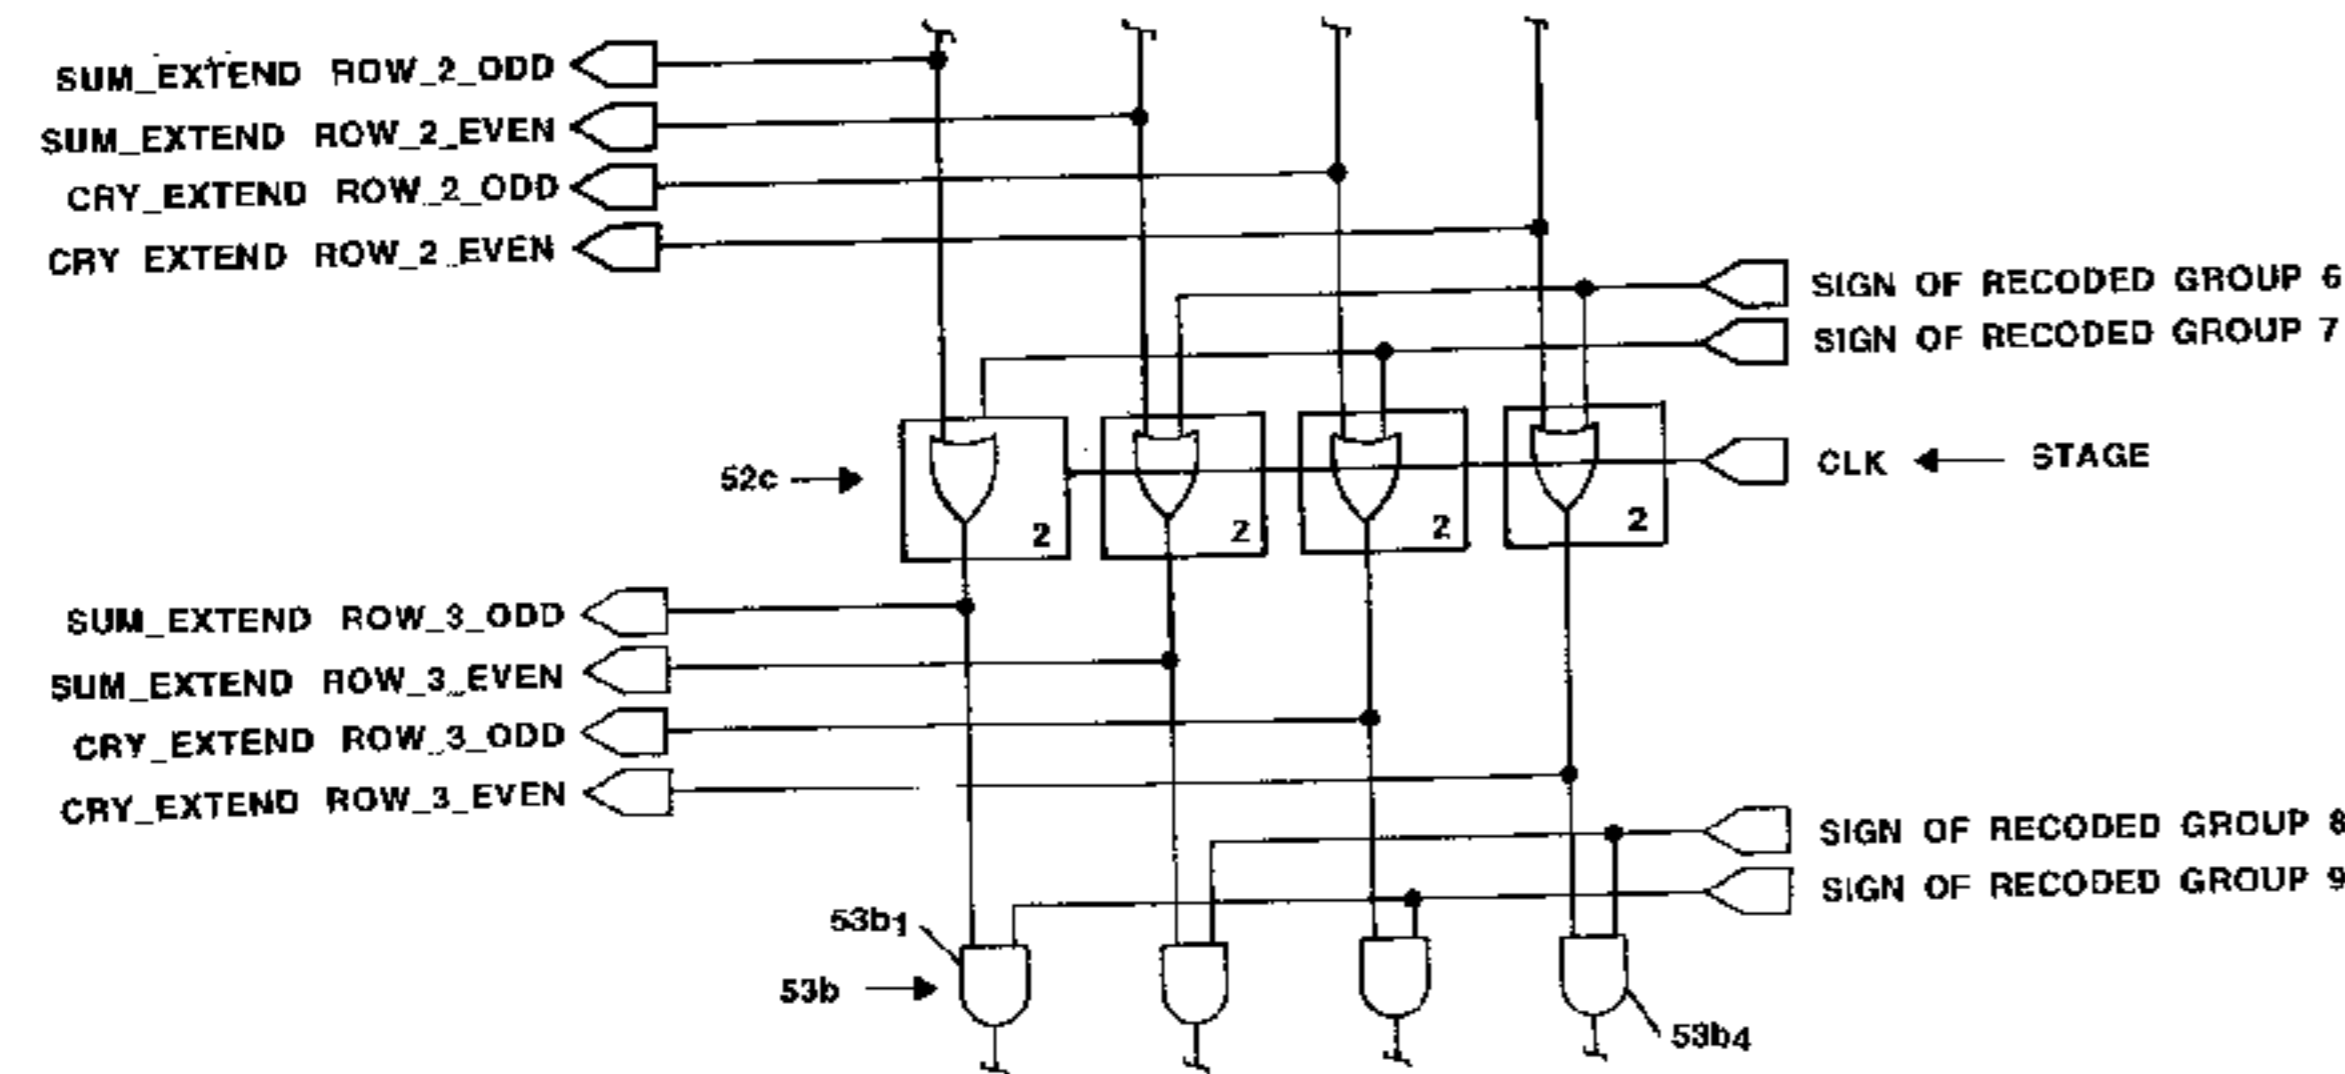 SUM_EXTEND ROW_2_ODD
SUM_EXTEND ROW_2_EVEN
CRY_EXTEND ROW_2_ODD
CRY EXTEND ROW_2_EVEN
SIGN OF RECODED GROUP 6
SIGN OF RECODED GROUP 7
52c
CLK
STAGE
2
2
2
2
SUM_EXTEND ROW_3_ODD
SUM_EXTEND ROW_3_EVEN
CRY_EXTEND ROW_3_ODD
CRY_EXTEND ROW_3_EVEN
SIGN OF RECODED GROUP 8
SIGN OF RECODED GROUP 9
53b1
53b
53b4